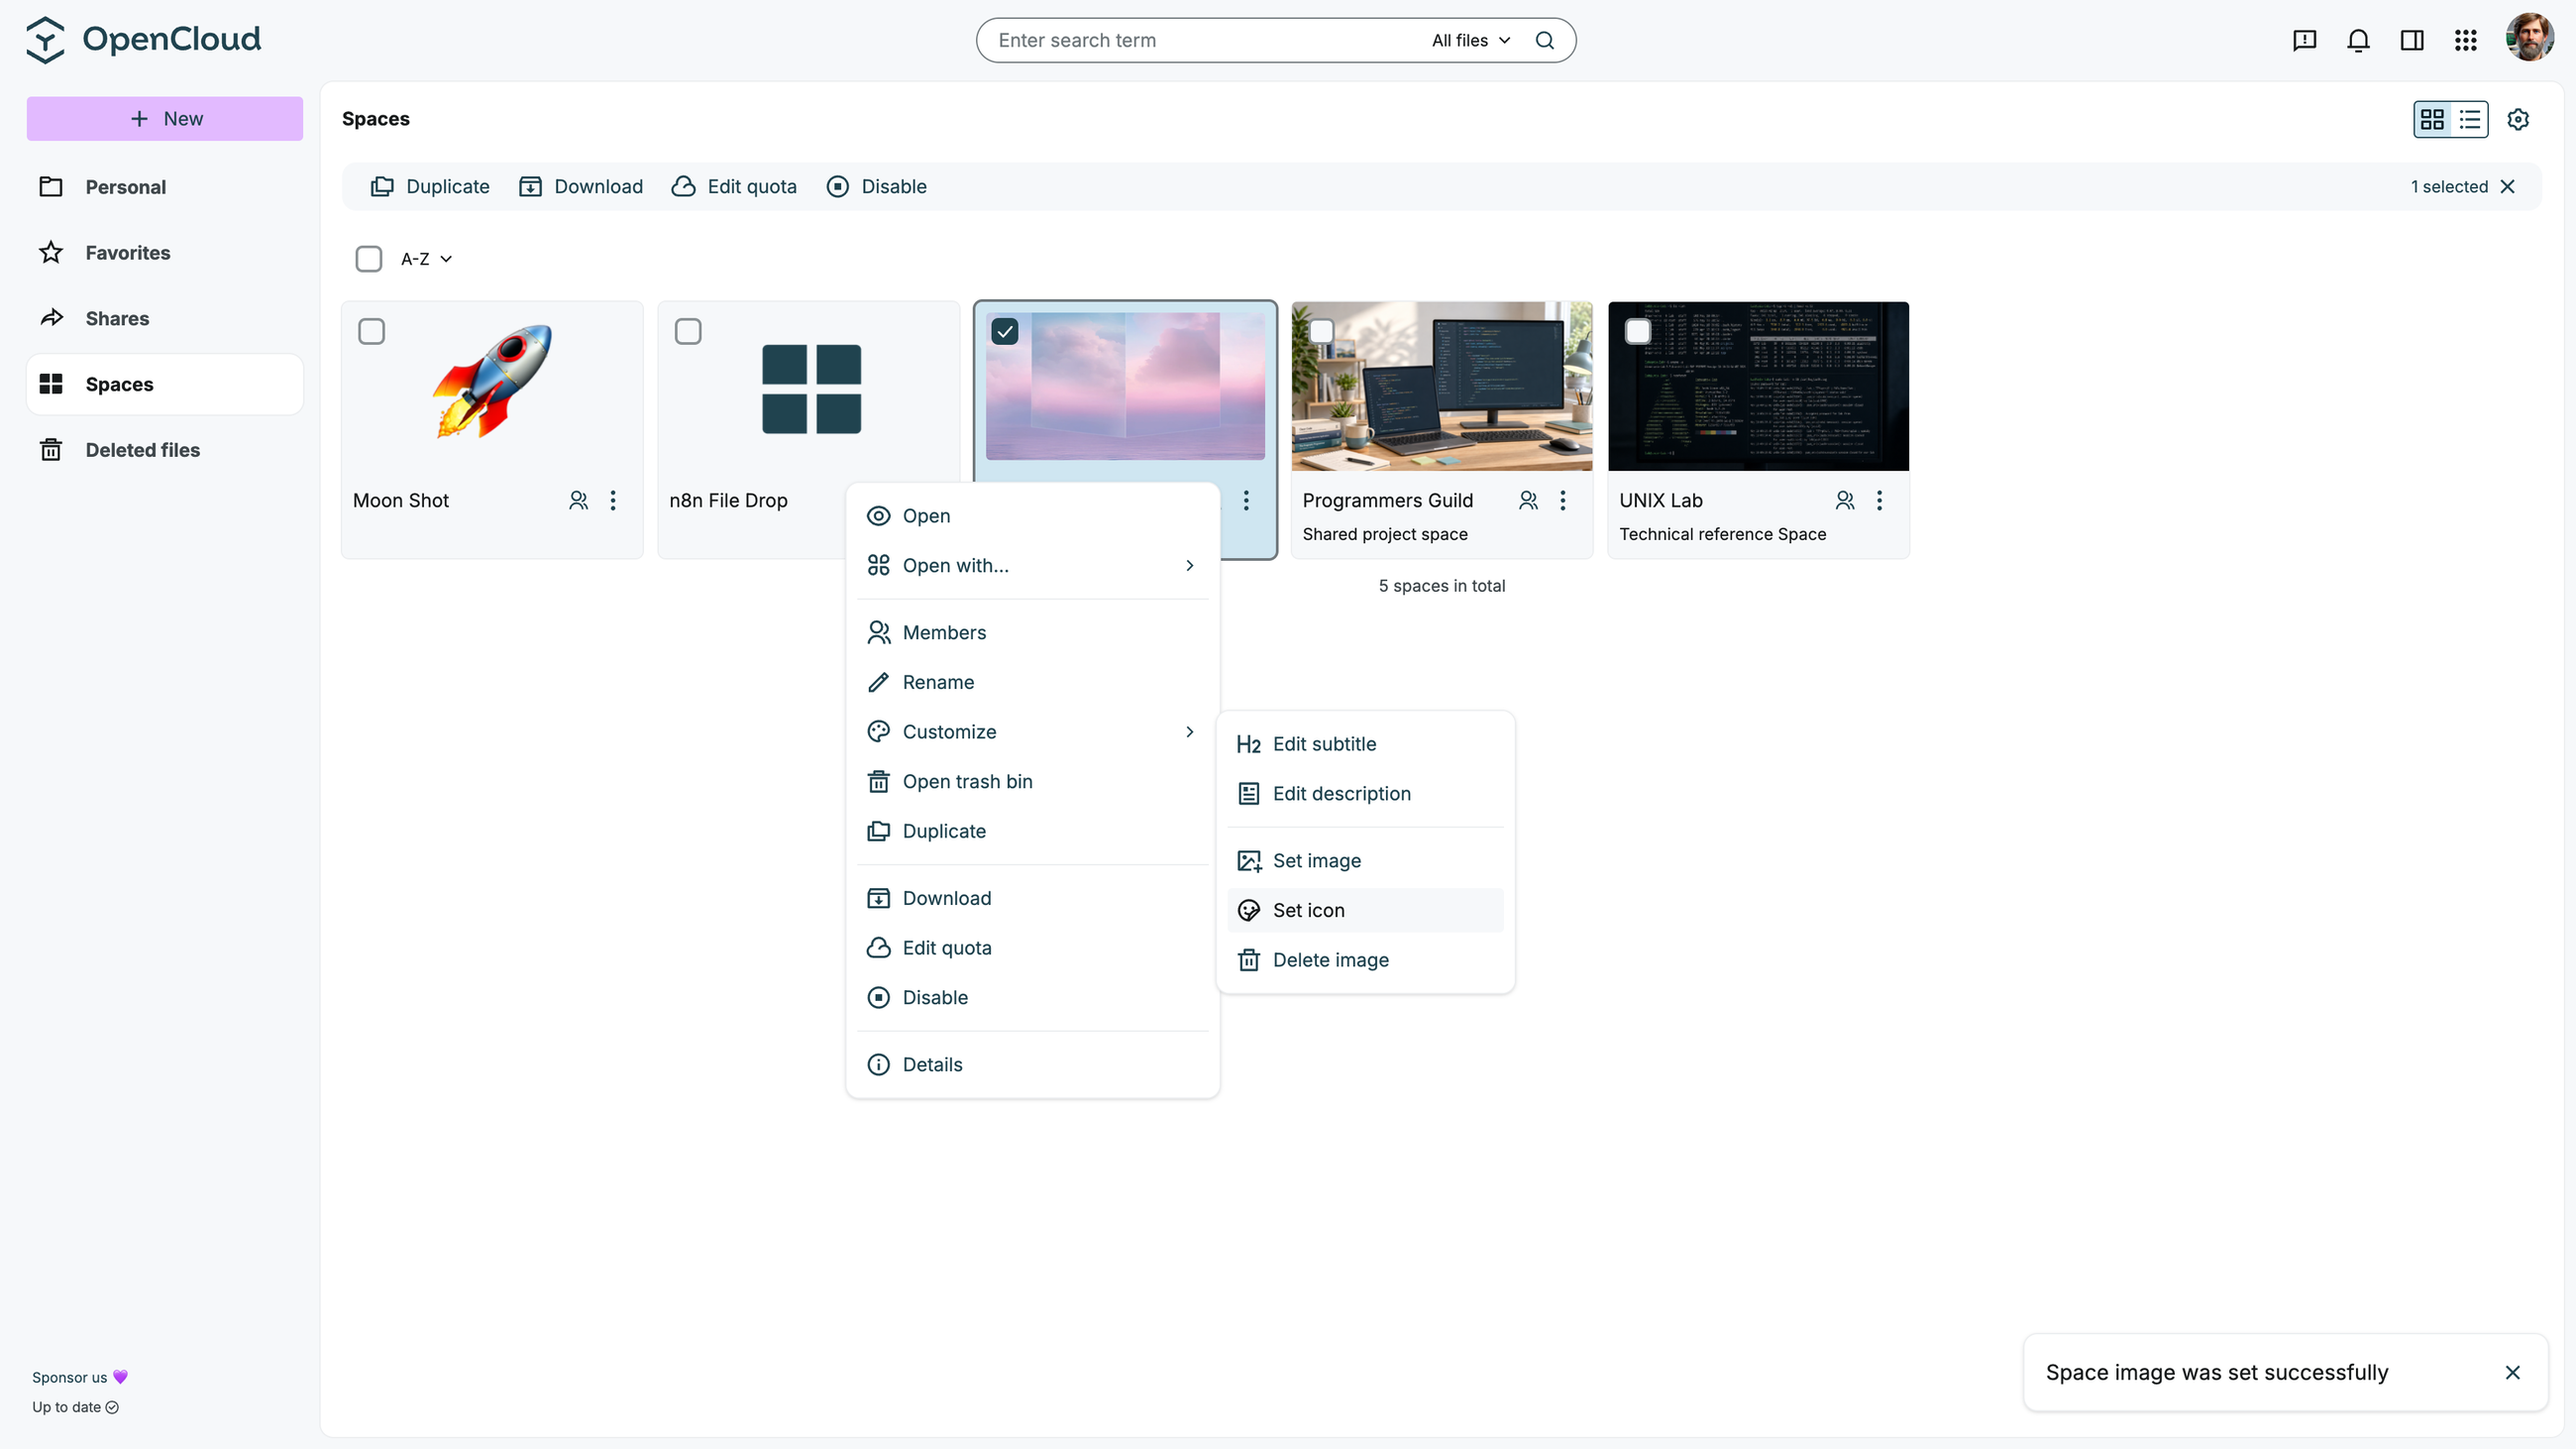 OpenCloud
Enter search term
All files
New
Personal
Favorites
Shares
Spaces
Deleted files
Sponsor us 💜
Up to date
Spaces
Duplicate
Download
Edit quota
Disable
1 selected
A-Z
Moon Shot
n8n File Drop
Programmers Guild
Shared project space
UNIX Lab
Technical reference Space
5 spaces in total
Open
Open with...
Members
Rename
Customize
Open trash bin
Duplicate
Download
Edit quota
Disable
Details
H2 Edit subtitle
Edit description
Set image
Set icon
Delete image
Space image was set successfully